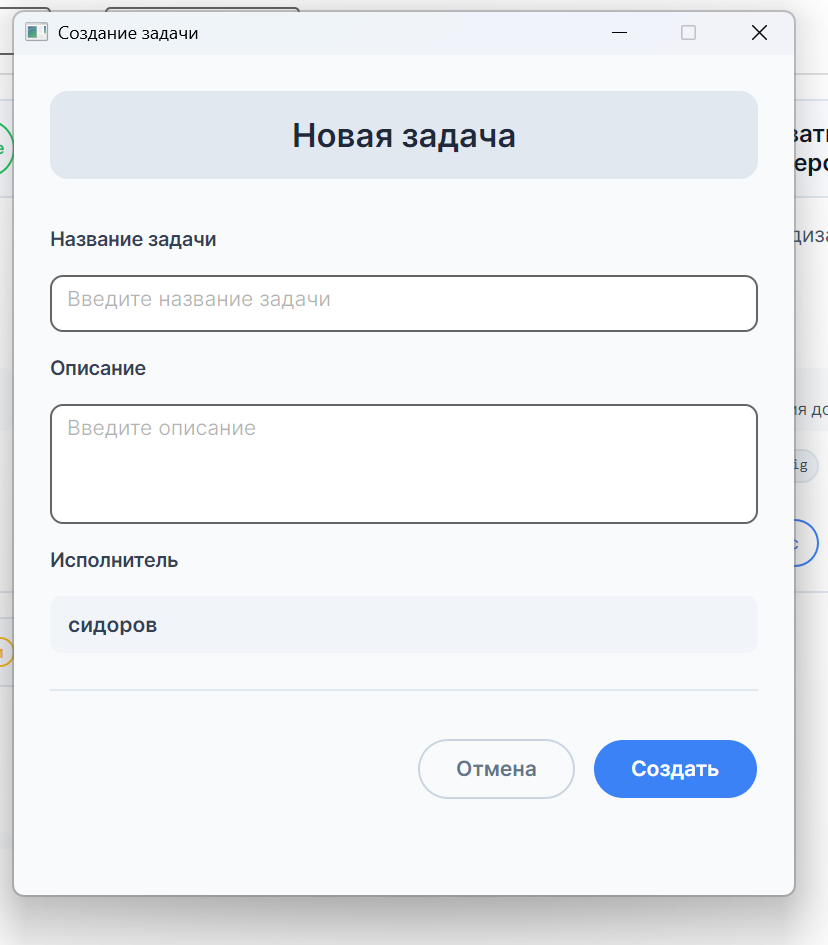 Создание задачи
Новая задача
Название задачи
Введите название задачи
Описание
Введите описание
Исполнитель
сидоров
Отмена
Создать